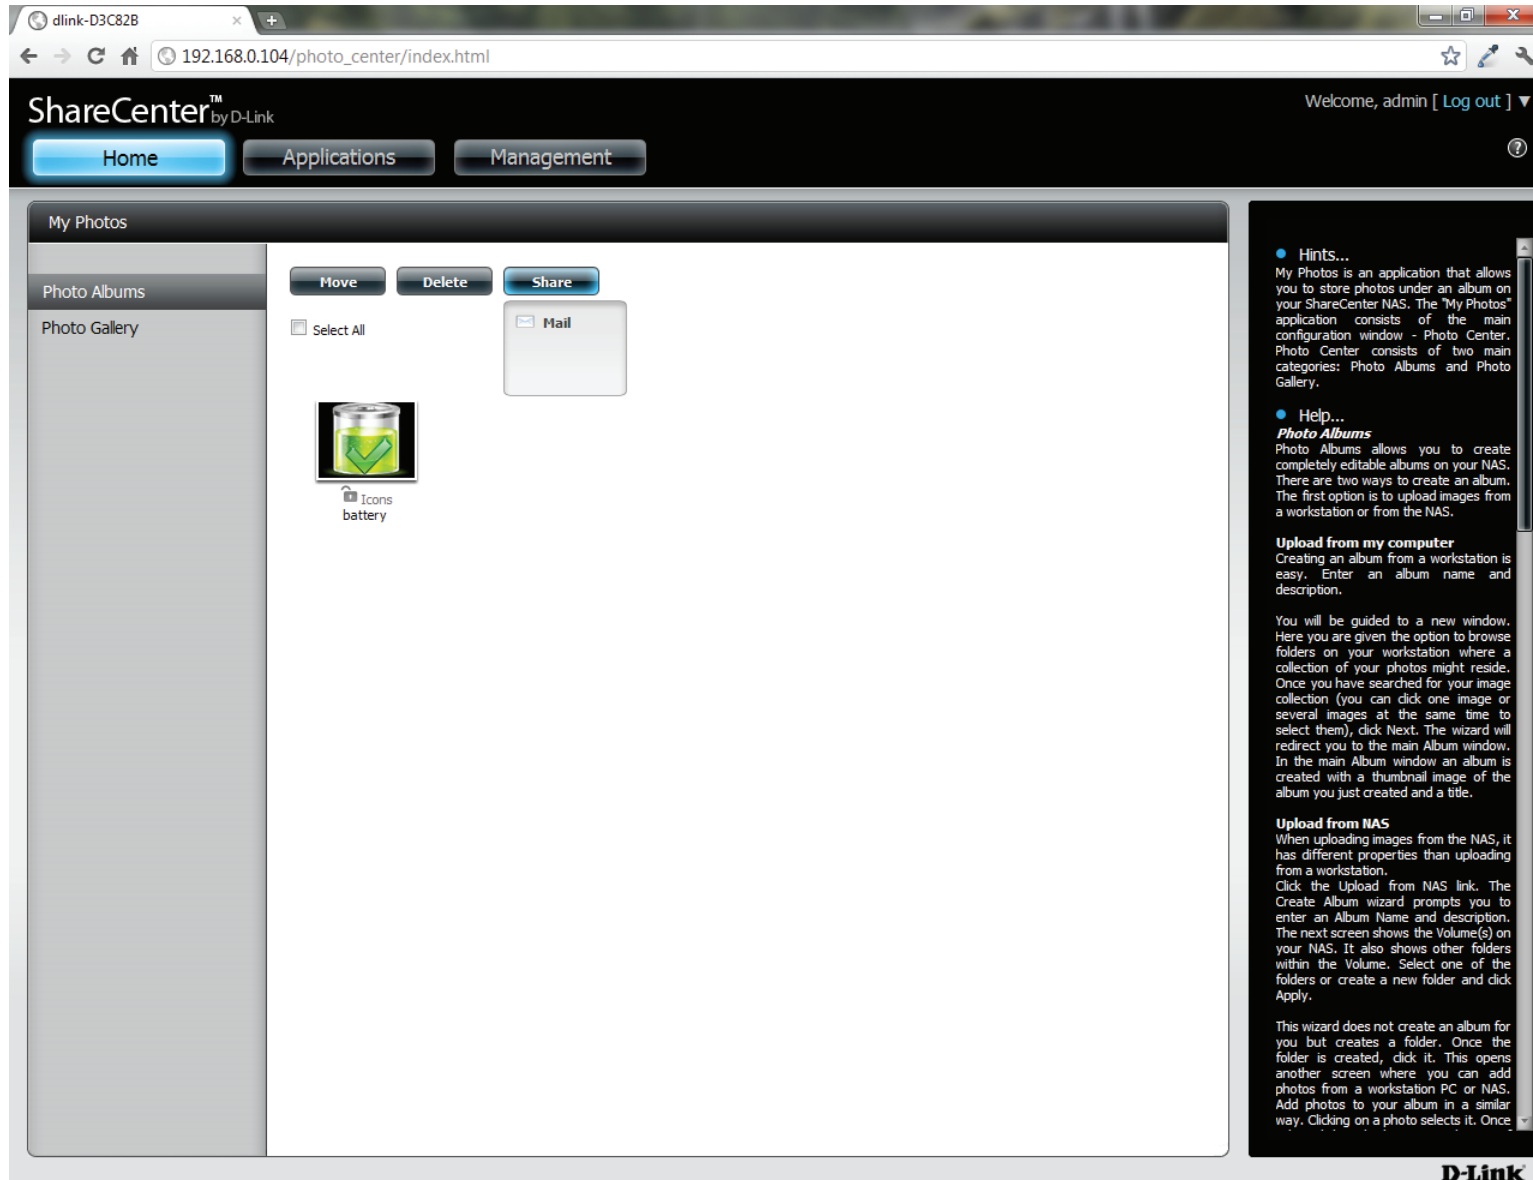 dlink-D3C82B
192.168.0.104/photo_center/index.html
ShareCenter™ by D-Link
Welcome, admin [ Log out ] ▼
Home
Applications
Management
?
My Photos
Photo Albums
Photo Gallery
Move
Delete
Share
Select All
Mail
Icons
battery
Hints...
My Photos is an application that allows
you to store photos under an album on
your ShareCenter NAS. The "My Photos"
application consists of the main
configuration window - Photo Center.
Photo Center consists of two main
categories: Photo Albums and Photo
Gallery.
Help...
Photo Albums
Photo Albums allows you to create
completely editable albums on your NAS.
There are two ways to create an album.
The first option is to upload images from
a workstation or from the NAS.
Upload from my computer
Creating an album from a workstation is
easy. Enter an album name and
description.
You will be guided to a new window.
Here you are given the option to browse
folders on your workstation where a
collection of your photos might reside.
Once you have searched for your image
collection (you can click one image or
several images at the same time to
select them), click Next. The wizard will
redirect you to the main Album window.
In the main Album window an album is
created with a thumbnail image of the
album you just created and a title.
Upload from NAS
When uploading images from the NAS, it
has different properties than uploading
from a workstation.
Click the Upload from NAS link. The
Create Album wizard prompts you to
enter an Album Name and description.
The next screen shows the Volume(s) on
your NAS. It also shows other folders
within the Volume. Select one of the
folders or create a new folder and click
Apply.
This wizard does not create an album for
you but creates a folder. Once the
folder is created, click it. This opens
another screen where you can add
photos from a workstation PC or NAS.
Add photos to your album in a similar
way. Clicking on a photo selects it. Once
D-Link